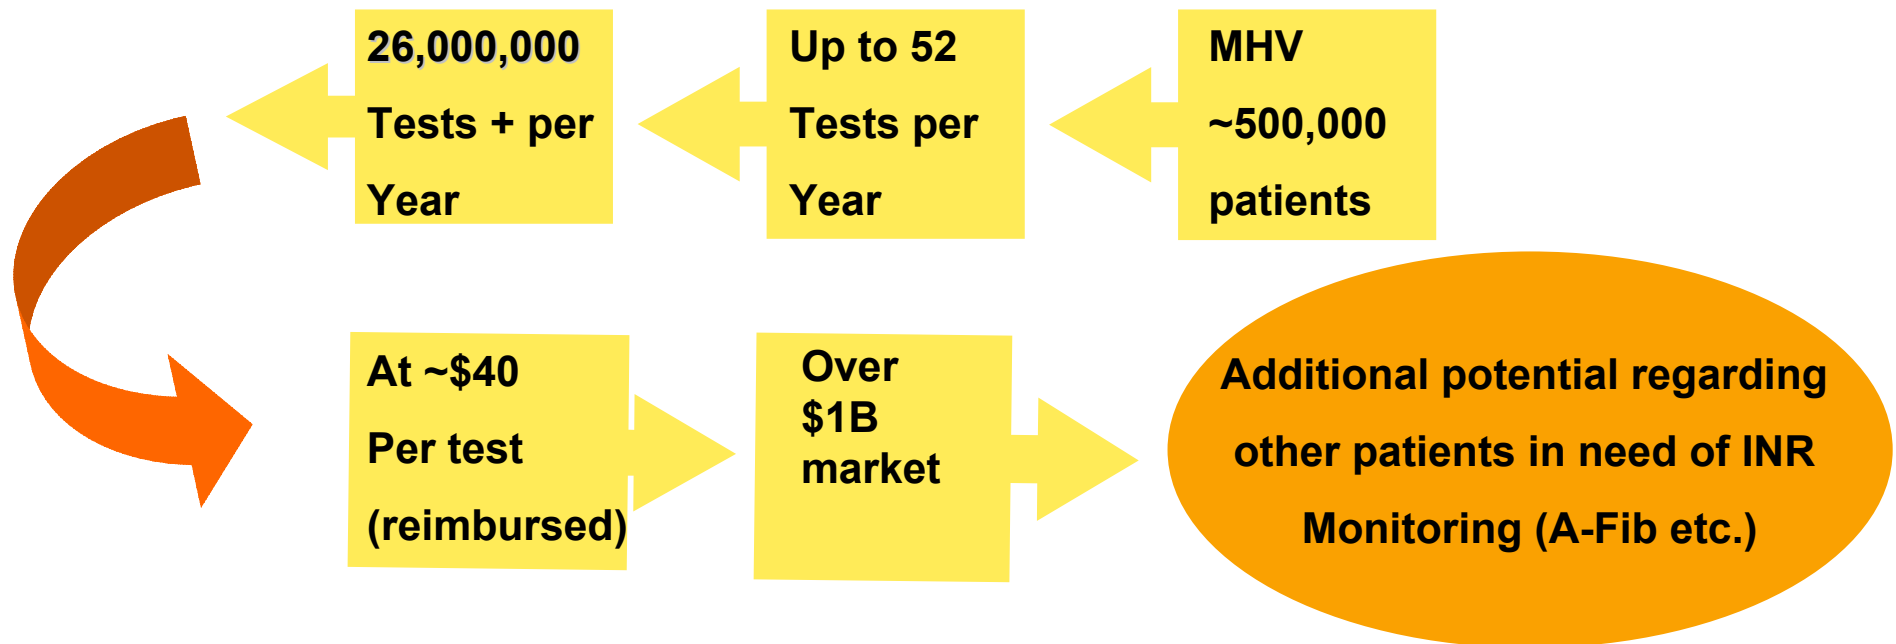 26,000,000
Tests + per
Year
Up to 52
Tests per
Year
MHV
~500,000
patients
At ~$40
Per test
(reimbursed)
Over
$1B
market
Additional potential regarding
other patients in need of INR
Monitoring (A-Fib etc.)